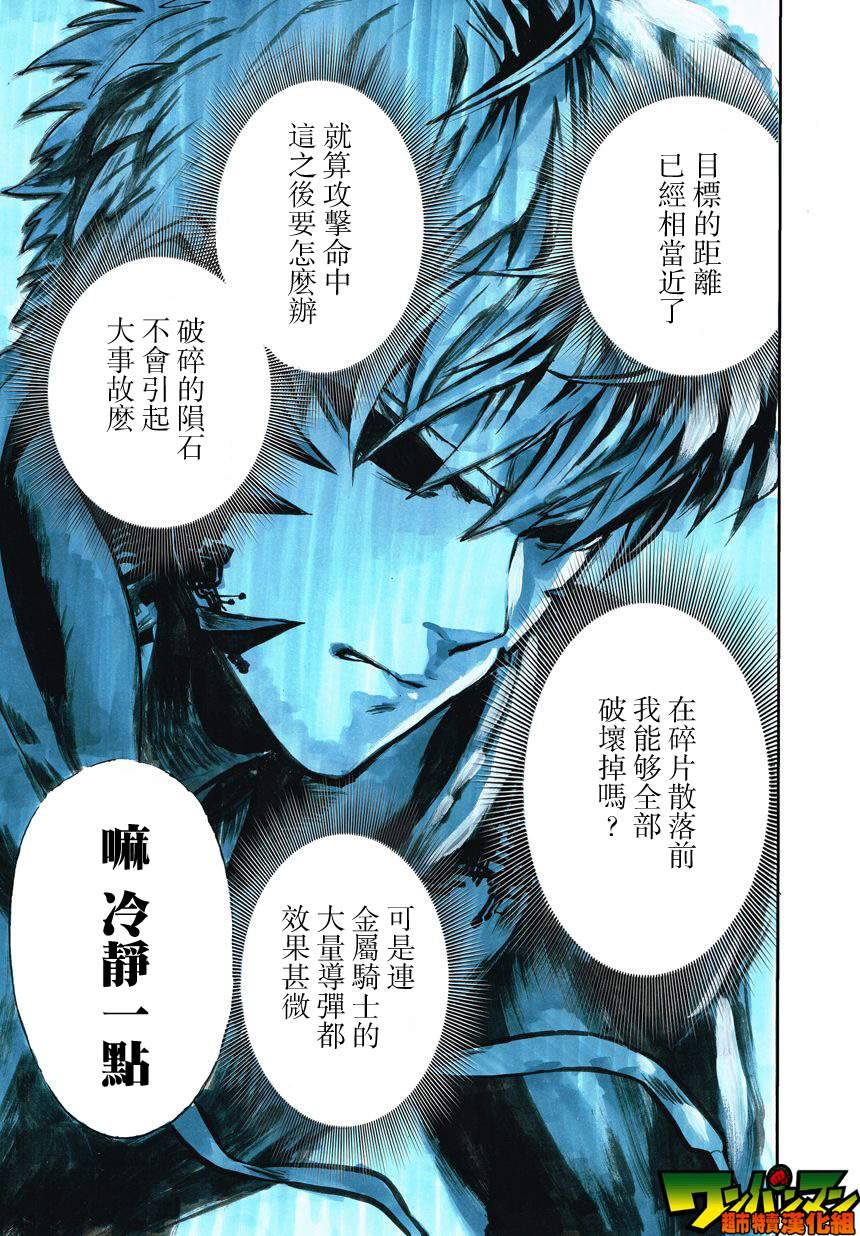 目標的距離
已經相當近了
就算攻擊命中
這之後要怎麼辦
破碎的隕石
不會引起
大事故麼
在碎片散落前
我能够全部
破壞掉嗎？
可是連
金屬騎士的
大量導彈都
效果甚微
嘛 冷靜一點
ワンパンマン
超市特賣漢化組